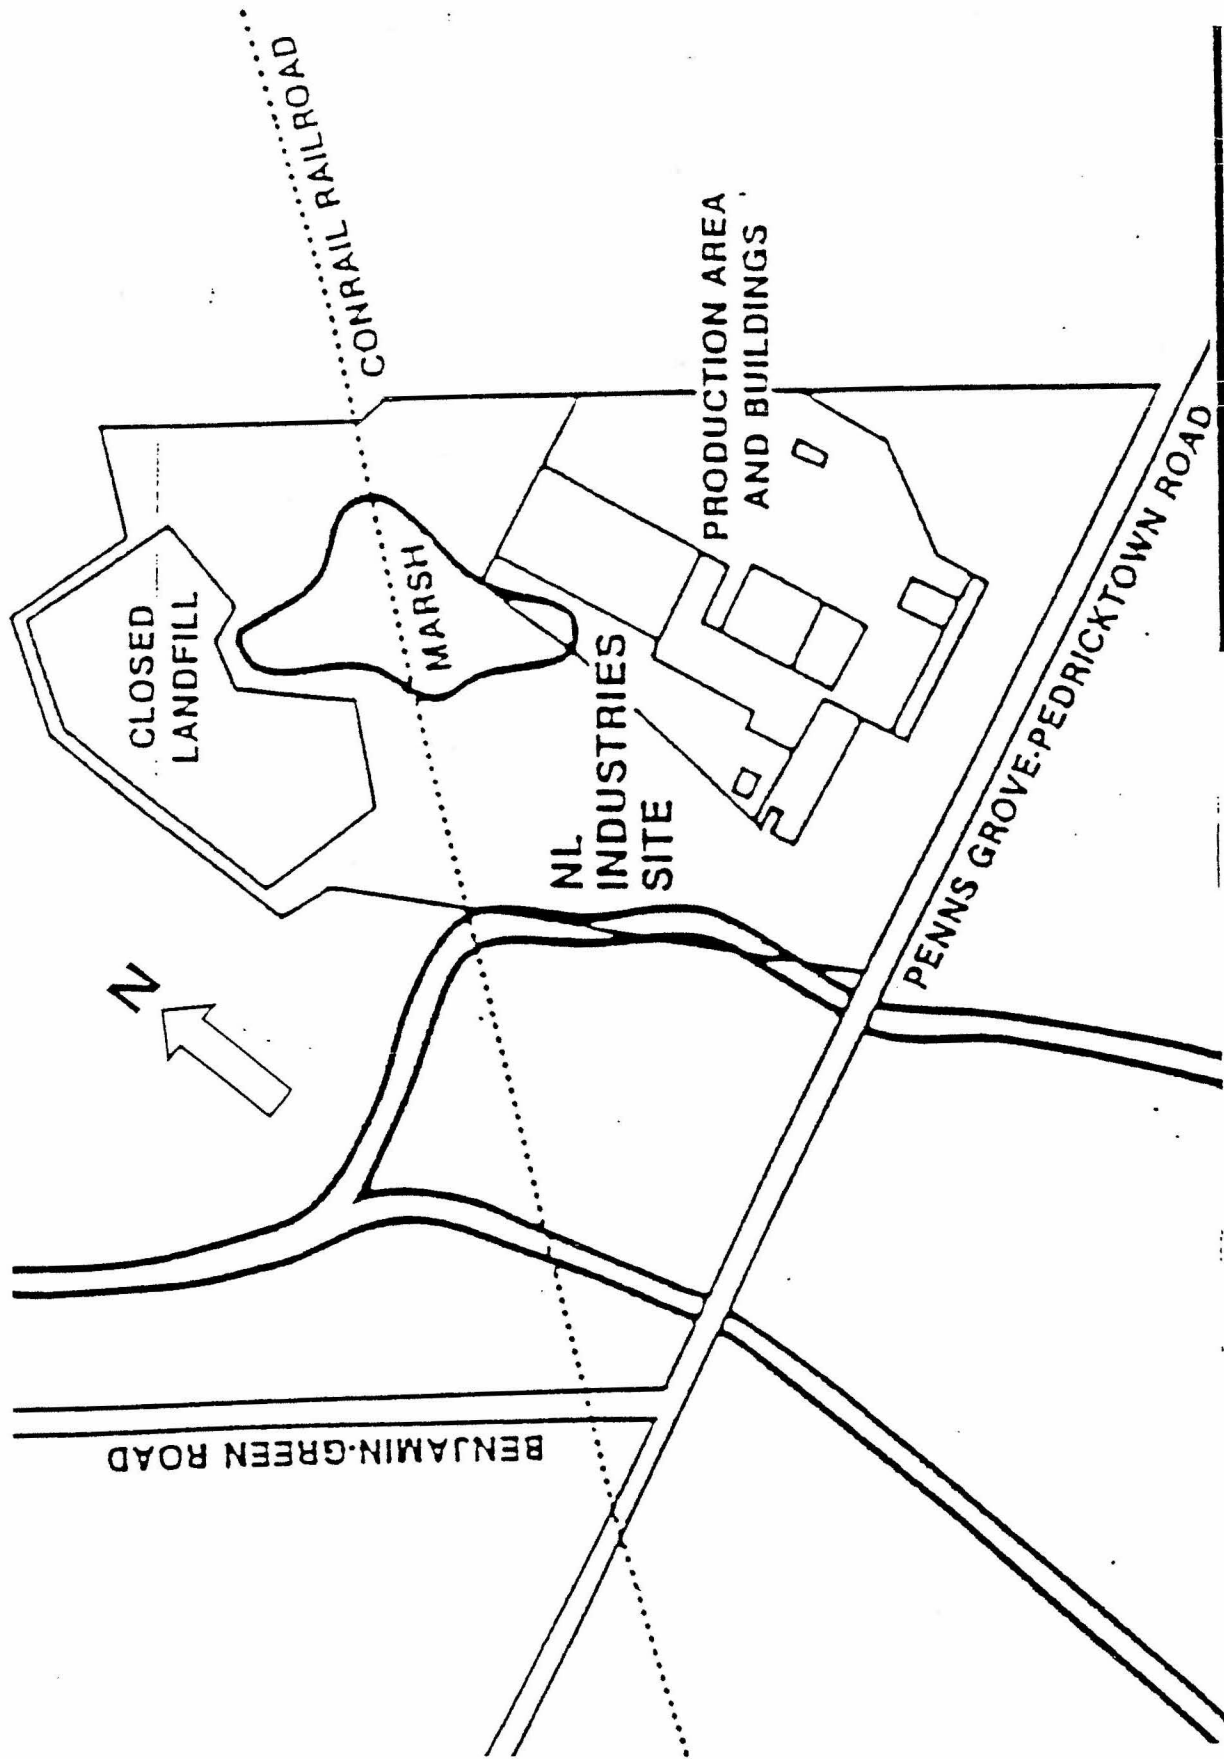 CONRAIL RAILROAD
CLOSED
LANDFILL
MARSH
PRODUCTION AREA
AND BUILDINGS
NL
INDUSTRIES
SITE
N
PENNS GROVE-PEDRICKTOWN ROAD
BENJAMIN-GREEN ROAD